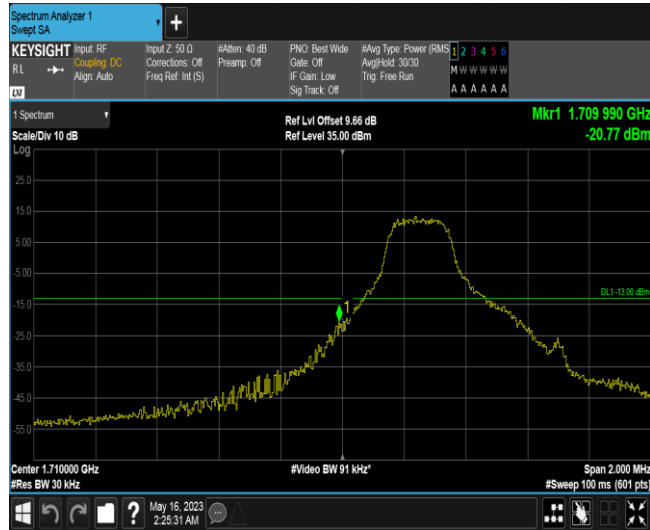 Spectrum Analyzer 1
Swept SA
+
KEYSIGHT
RL
LXI
Input: RF
Coupling: DC
Align: Auto
Input Z: 50 Ω
Corrections: Off
Freq Ref: Int (S)
#Atten: 40 dB
Preamp: Off
PNO: Best Wide
Gate: Off
IF Gain: Low
Sig Track: Off
#Avg Type: Power (RMS
Avg|Hold: 30/30
Trig: Free Run
1 2 3 4 5 6
M W W W W W
A A A A A A
1 Spectrum
Scale/Div 10 dB
Log
Ref Lvl Offset 9.66 dB
Ref Level 35.00 dBm
Mkr1 1.709 990 GHz
-20.77 dBm
25.0
15.0
5.00
-5.00
-15.0
-25.0
-35.0
-45.0
-55.0
DL1 -13.00 dBm
1
Center 1.710000 GHz
#Res BW 30 kHz
#Video BW 91 kHz*
Span 2.000 MHz
#Sweep 100 ms (601 pts)
?
May 16, 2023
2:25:31 AM